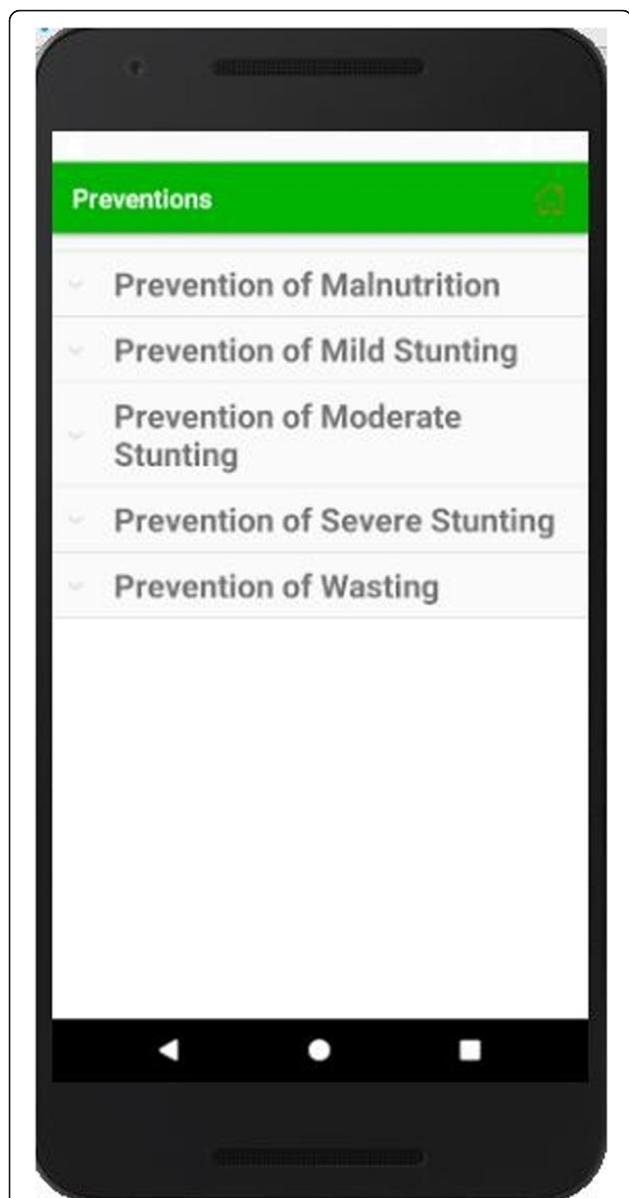 Preventions
Prevention of Malnutrition
Prevention of Mild Stunting
Prevention of Moderate
Stunting
Prevention of Severe Stunting
Prevention of Wasting